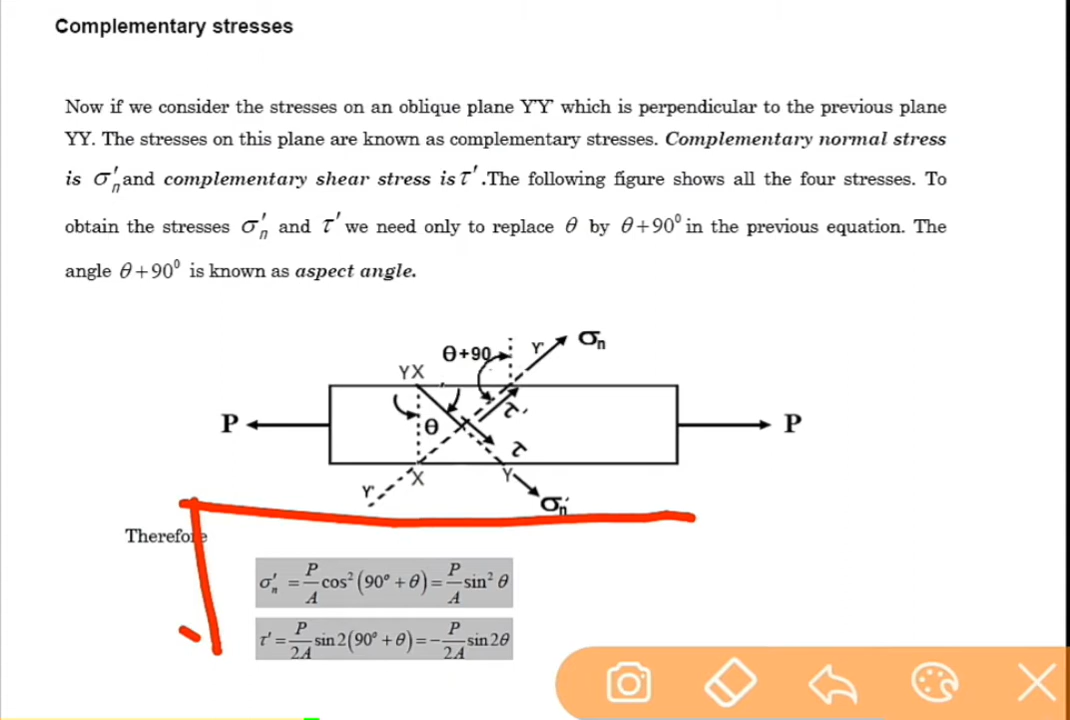 Complementary stresses
Now if we consider the stresses on an oblique plane Y'Y' which is perpendicular to the previous plane
YY. The stresses on this plane are known as complementary stresses. Complementary normal stress
is σ′ₙ and complementary shear stress is τ′ .The following figure shows all the four stresses. To
obtain the stresses σ′ₙ and τ′ we need only to replace θ by θ+90⁰ in the previous equation. The
angle θ+90⁰ is known as aspect angle.
θ+90 Y' σn
YX
P θ τ' P
τ
Y' X Y
σn'
Therefore
σ′ₙ = P/A cos² (90° + θ) = P/A sin² θ
τ′ = P/2A sin 2(90° + θ) = − P/2A sin 2θ